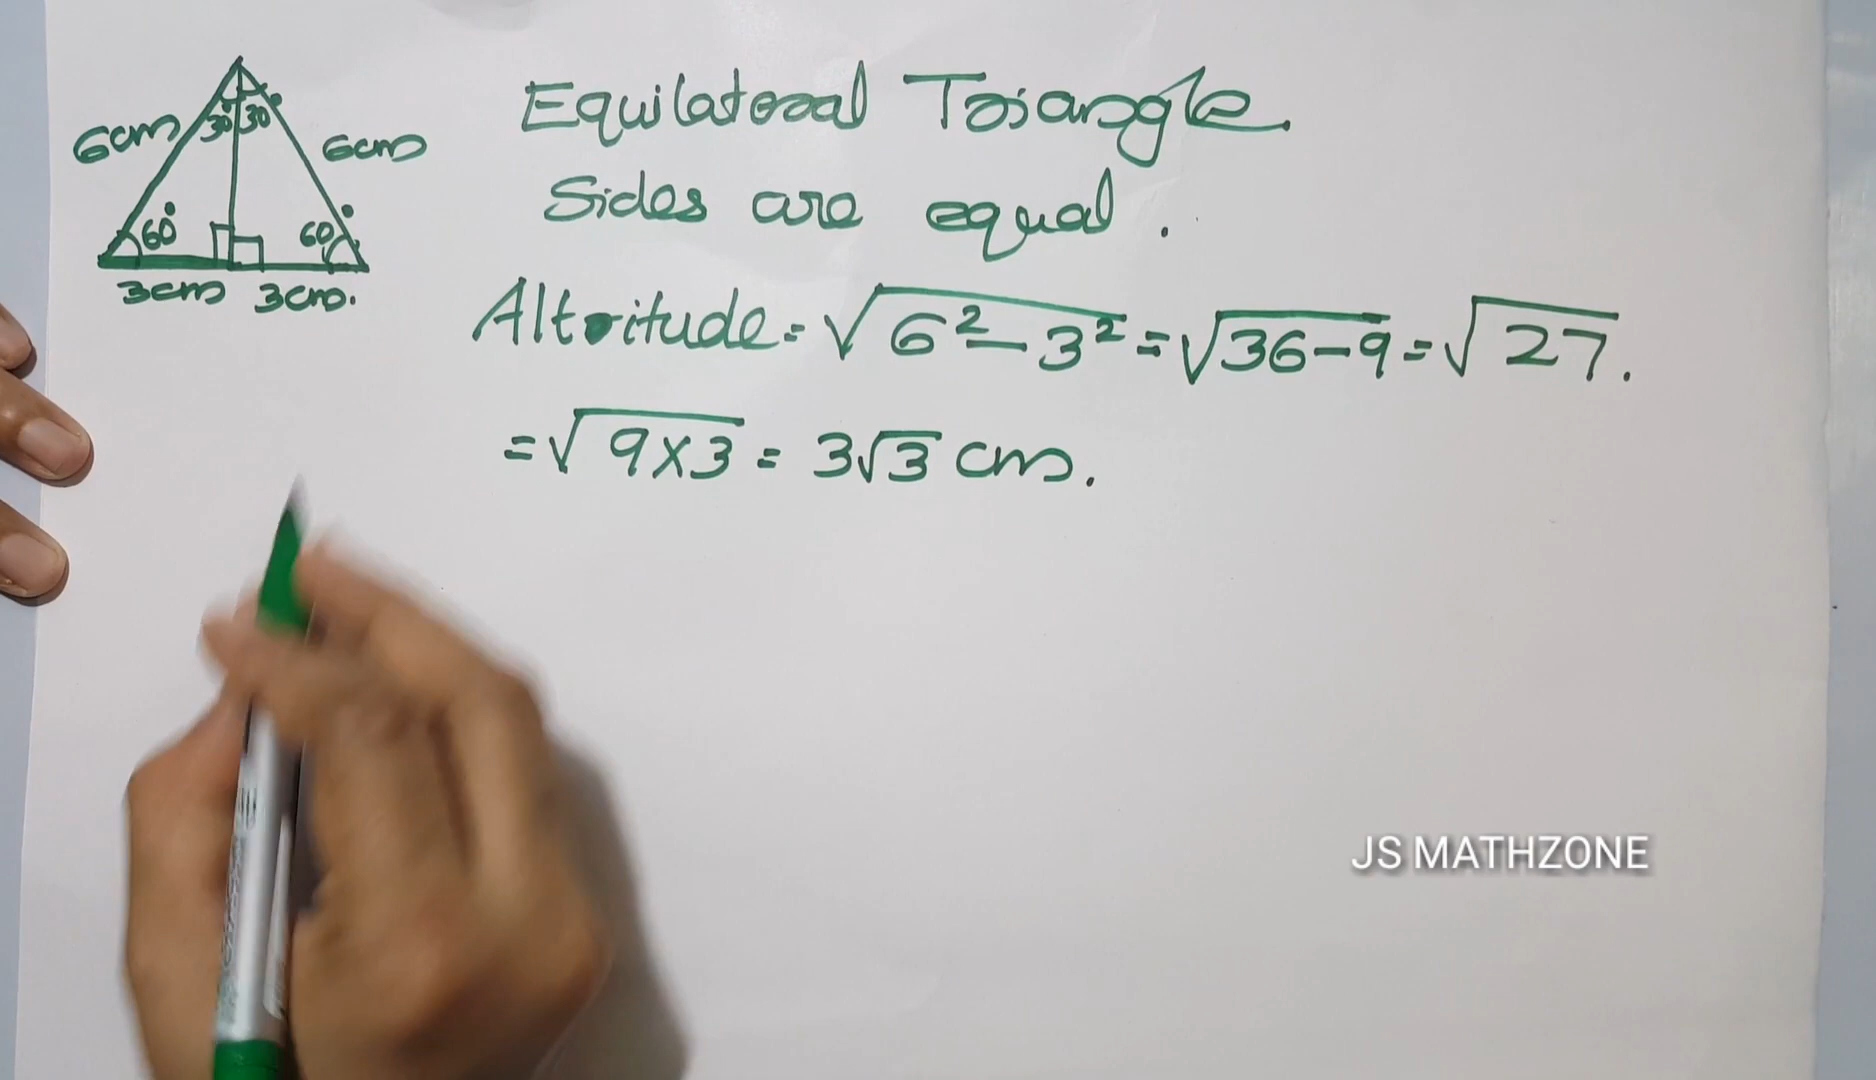 Equilateral Triangle.
Sides are equal.
6cm 30° 30° 6cm
60° 60°
3cm 3cm.
Altitude = √6² - 3² = √36-9 = √27.
= √9×3 = 3√3 cm.
JS MATHZONE